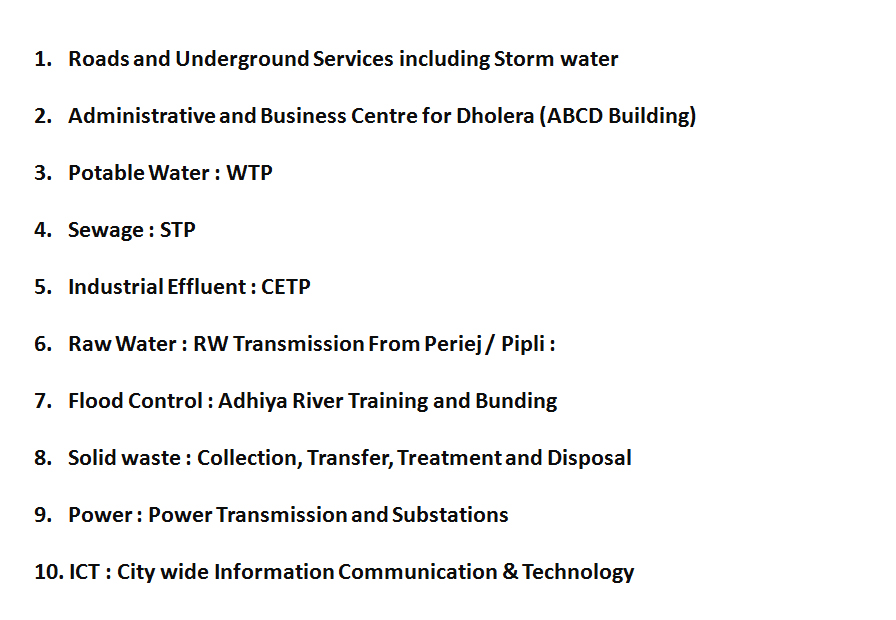 1. Roads and Underground Services including Storm water
2. Administrative and Business Centre for Dholera (ABCD Building)
3. Potable Water : WTP
4. Sewage : STP
5. Industrial Effluent : CETP
6. Raw Water : RW Transmission From Periej / Pipli :
7. Flood Control : Adhiya River Training and Bunding
8. Solid waste : Collection, Transfer, Treatment and Disposal
9. Power : Power Transmission and Substations
10. ICT : City wide Information Communication & Technology